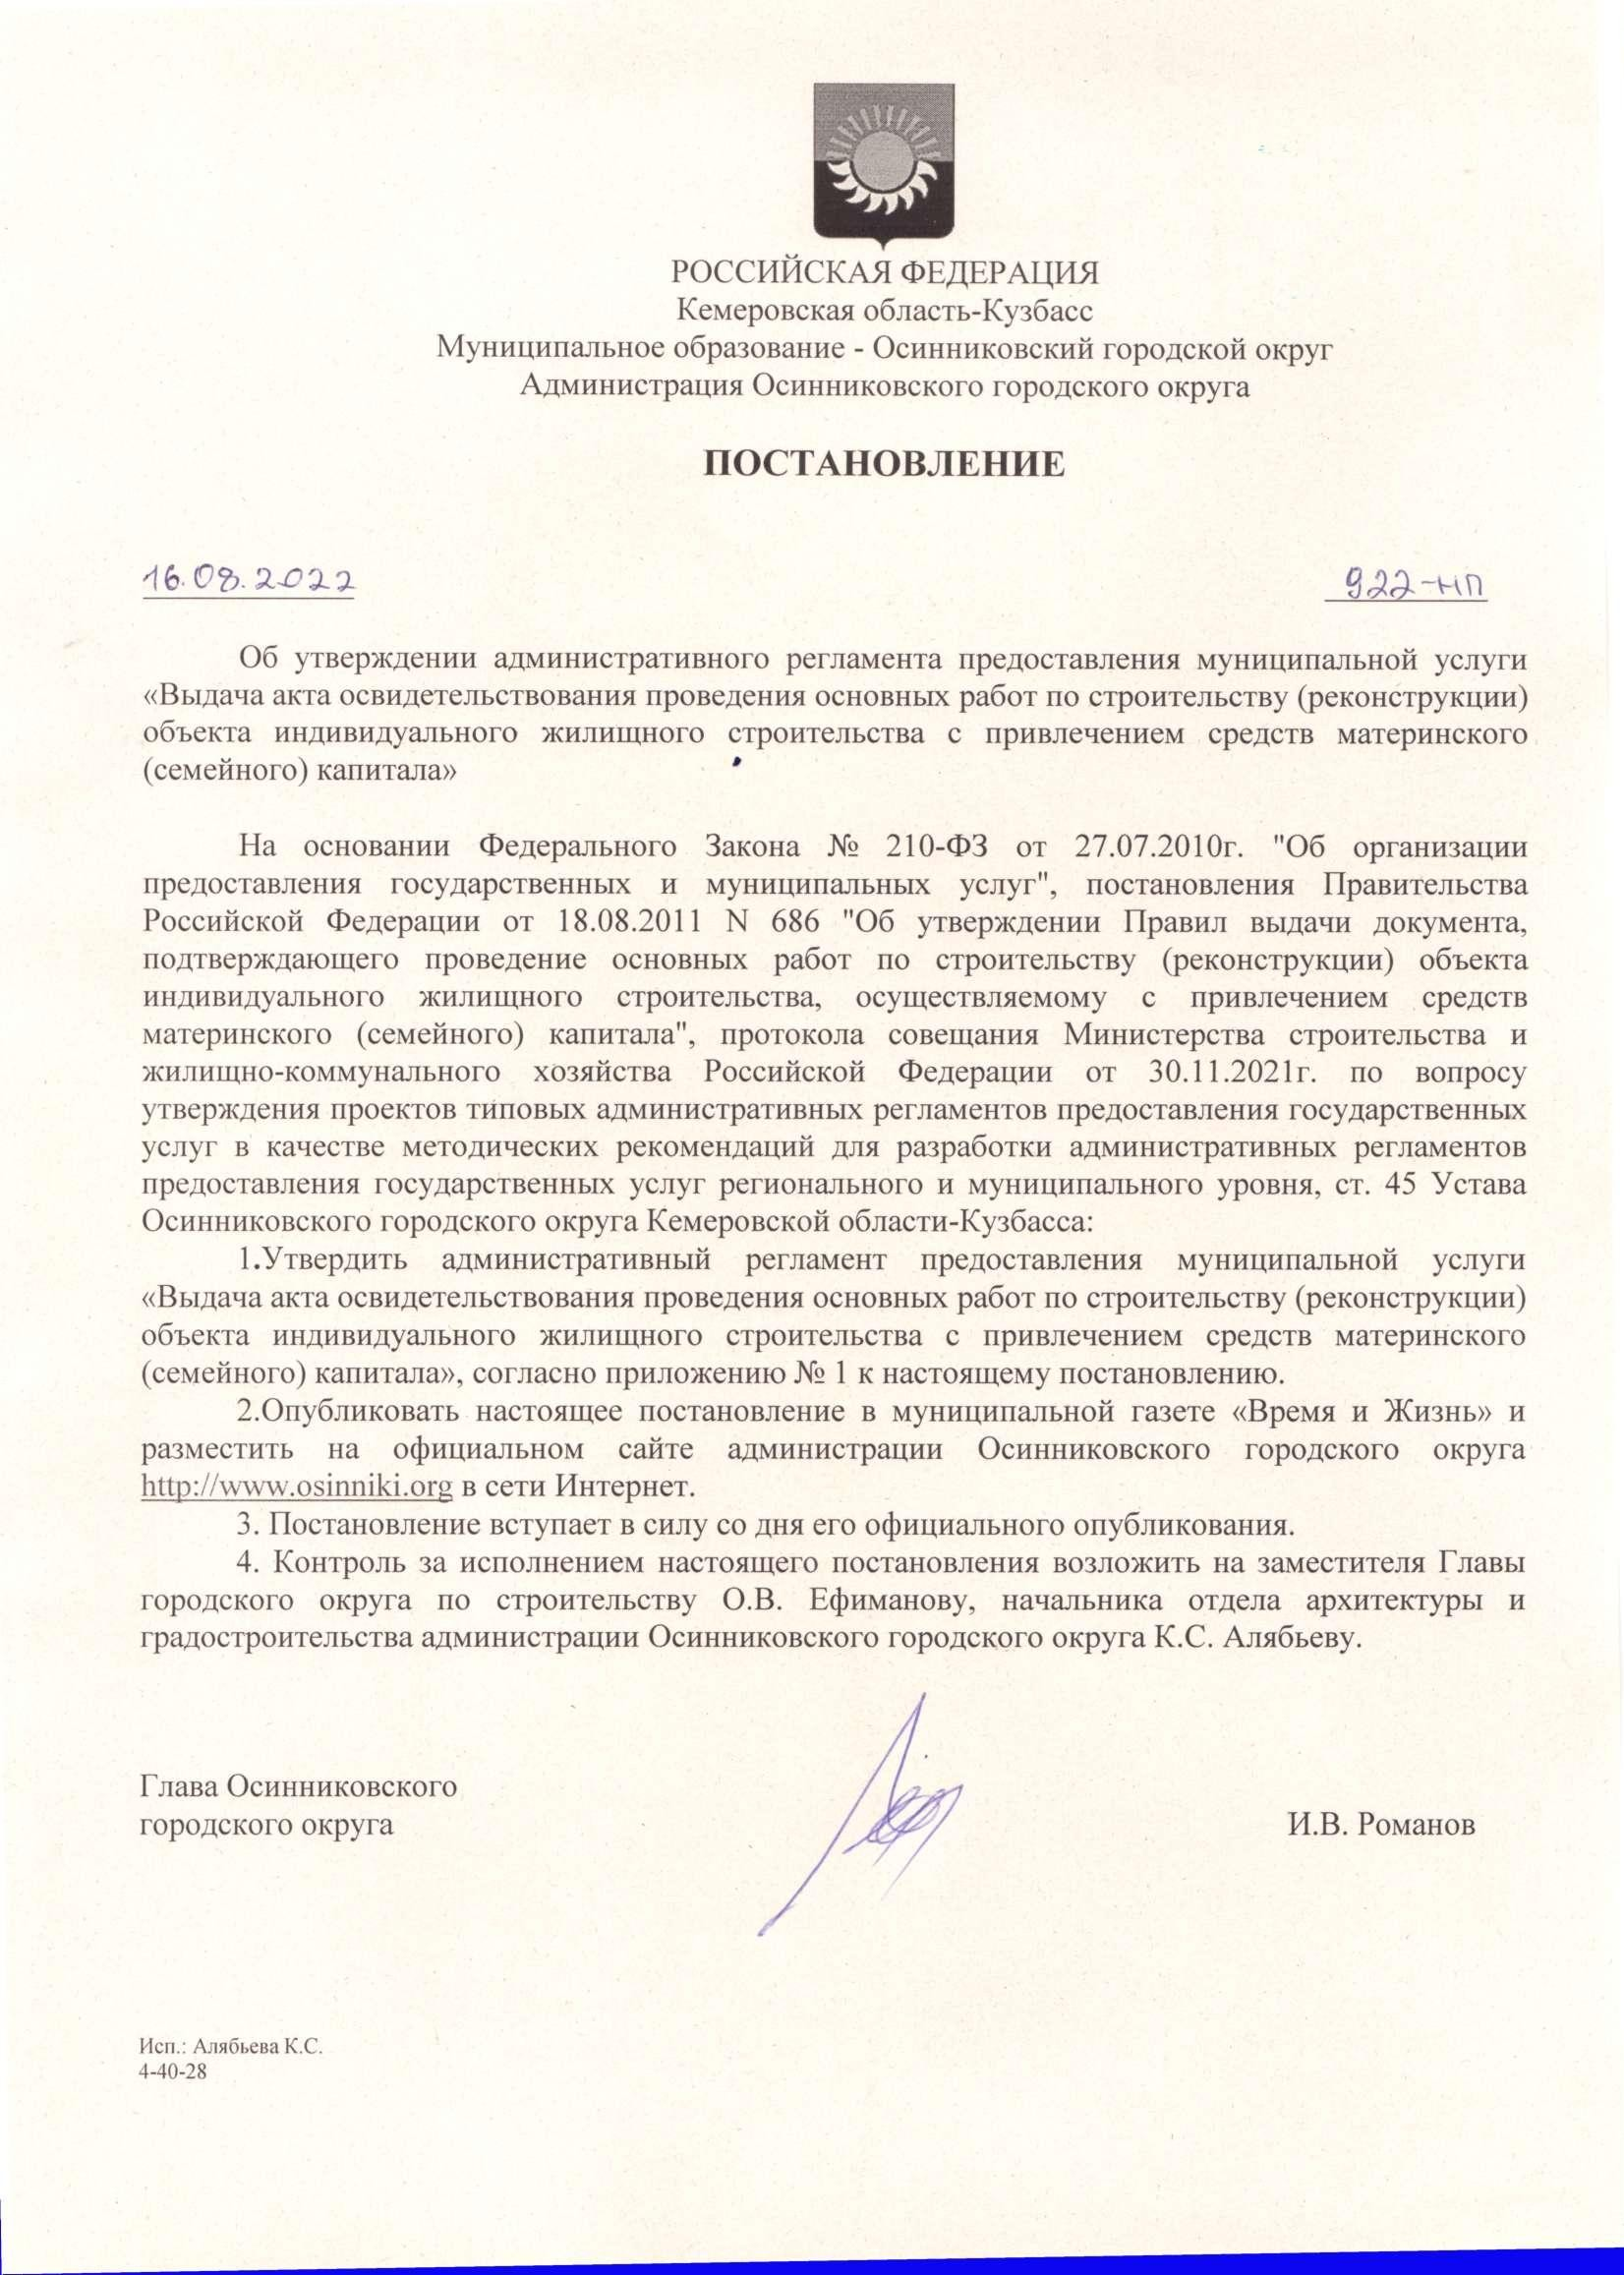 РОССИЙСКАЯ ФЕДЕРАЦИЯ
Кемеровская область-Кузбасс
Муниципальное образование - Осинниковский городской округ
Администрация Осинниковского городского округа
ПОСТАНОВЛЕНИЕ
16.08.2022 922-нп
Об утверждении административного регламента предоставления муниципальной услуги
«Выдача акта освидетельствования проведения основных работ по строительству (реконструкции)
объекта индивидуального жилищного строительства с привлечением средств материнского
(семейного) капитала»
На основании Федерального Закона № 210-ФЗ от 27.07.2010г. "Об организации
предоставления государственных и муниципальных услуг", постановления Правительства
Российской Федерации от 18.08.2011 N 686 "Об утверждении Правил выдачи документа,
подтверждающего проведение основных работ по строительству (реконструкции) объекта
индивидуального жилищного строительства, осуществляемому с привлечением средств
материнского (семейного) капитала", протокола совещания Министерства строительства и
жилищно-коммунального хозяйства Российской Федерации от 30.11.2021г. по вопросу
утверждения проектов типовых административных регламентов предоставления государственных
услуг в качестве методических рекомендаций для разработки административных регламентов
предоставления государственных услуг регионального и муниципального уровня, ст. 45 Устава
Осинниковского городского округа Кемеровской области-Кузбасса:
1.Утвердить административный регламент предоставления муниципальной услуги
«Выдача акта освидетельствования проведения основных работ по строительству (реконструкции)
объекта индивидуального жилищного строительства с привлечением средств материнского
(семейного) капитала», согласно приложению № 1 к настоящему постановлению.
2.Опубликовать настоящее постановление в муниципальной газете «Время и Жизнь» и
разместить на официальном сайте администрации Осинниковского городского округа
http://www.osinniki.org в сети Интернет.
3. Постановление вступает в силу со дня его официального опубликования.
4. Контроль за исполнением настоящего постановления возложить на заместителя Главы
городского округа по строительству О.В. Ефиманову, начальника отдела архитектуры и
градостроительства администрации Осинниковского городского округа К.С. Алябьеву.
Глава Осинниковского
городского округа И.В. Романов
Исп.: Алябьева К.С.
4-40-28